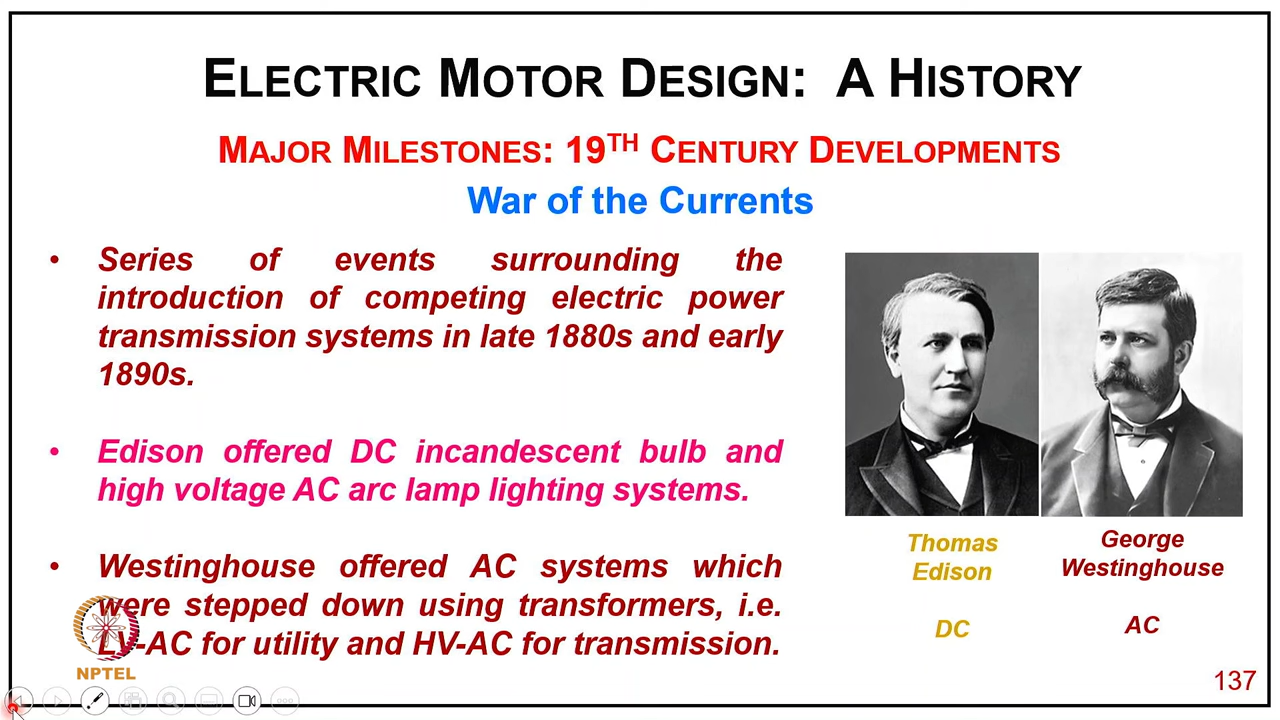 ELECTRIC MOTOR DESIGN: A HISTORY
MAJOR MILESTONES: 19TH CENTURY DEVELOPMENTS
War of the Currents
• Series of events surrounding the
introduction of competing electric power
transmission systems in late 1880s and early
1890s.
• Edison offered DC incandescent bulb and
high voltage AC arc lamp lighting systems.
• Westinghouse offered AC systems which
were stepped down using transformers, i.e.
LV-AC for utility and HV-AC for transmission.
Thomas
Edison
DC
George
Westinghouse
AC
NPTEL
137